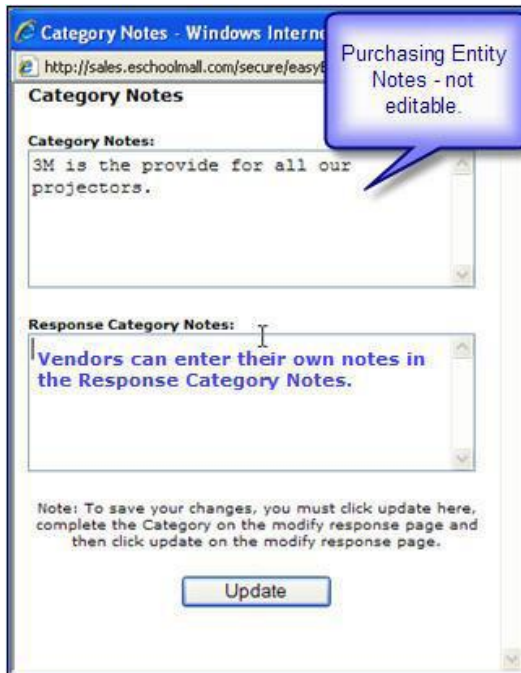 Category Notes - Windows Interne
http://sales.eschoolmall.com/secure/easy
Purchasing Entity
Notes - not
editable.
Category Notes
Category Notes:
3M is the provide for all our
projectors.
Response Category Notes:
Vendors can enter their own notes in
the Response Category Notes.
Note: To save your changes, you must click update here,
complete the Category on the modify response page and
then click update on the modify response page.
Update